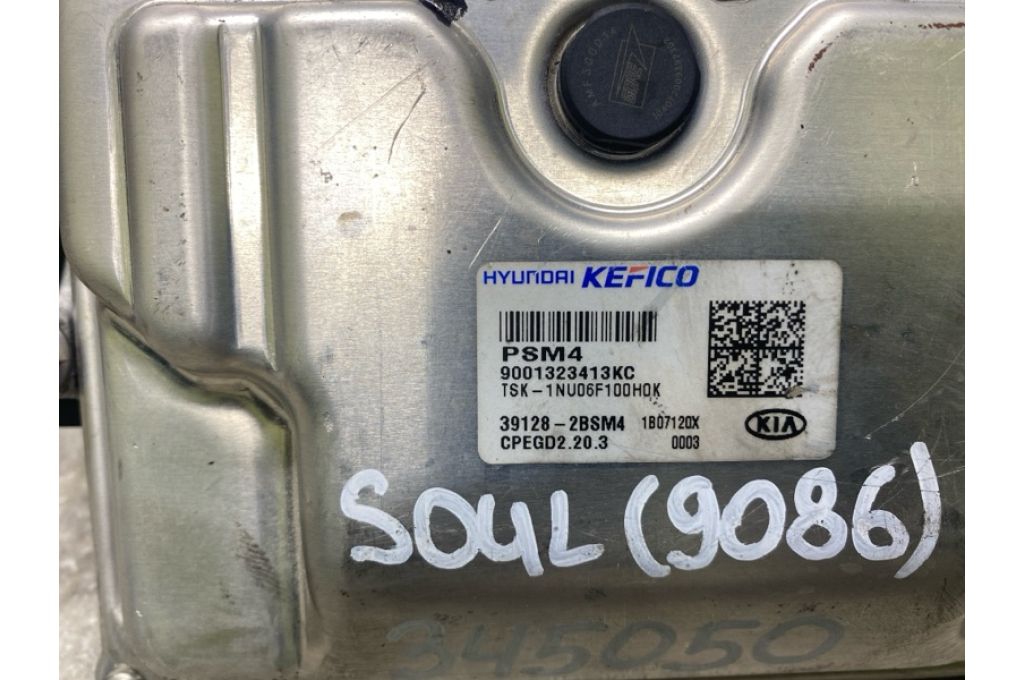 HYUNDAI KEFICO
PSM4
9001323413KC
TSK-1NU06F100H0K
39128-2BSM4 1B07120X
KIA
CPEGD2.20.3 0003
SOUL (9086)
345050